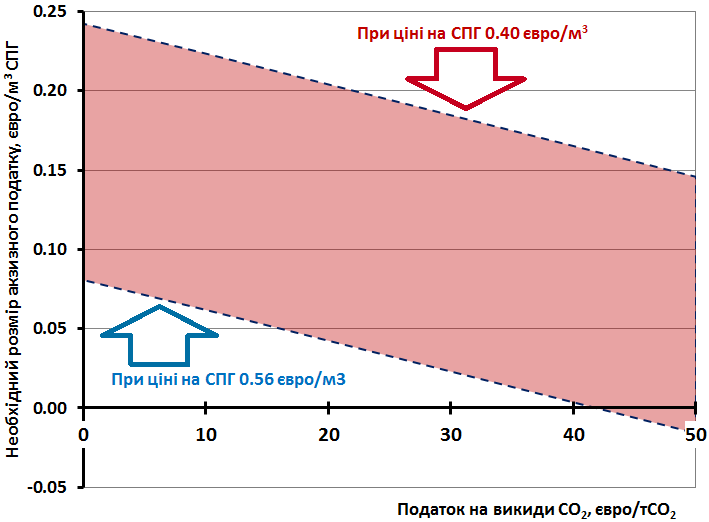 0.25
При ціні на СПГ 0.40 євро/м³
0.20
0.15
0.10
0.05
При ціні на СПГ 0.56 євро/м3
0.00
0 10 20 30 40 50
-0.05
Необхідний розмір акзизного податку, євро/м³ СПГ
Податок на викиди CO₂, євро/тCO₂